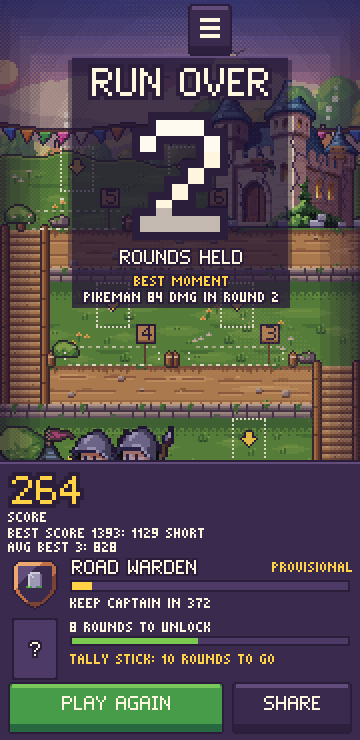 RUN OVER
2
ROUNDS HELD
BEST MOMENT
PIKEMAN 84 DMG IN ROUND 2
5
6
4
3
264
SCORE
BEST SCORE 1393: 1129 SHORT
AVG BEST 3: 828
ROAD WARDEN
PROVISIONAL
KEEP CAPTAIN IN 372
?
8 ROUNDS TO UNLOCK
TALLY STICK: 10 ROUNDS TO GO
PLAY AGAIN
SHARE